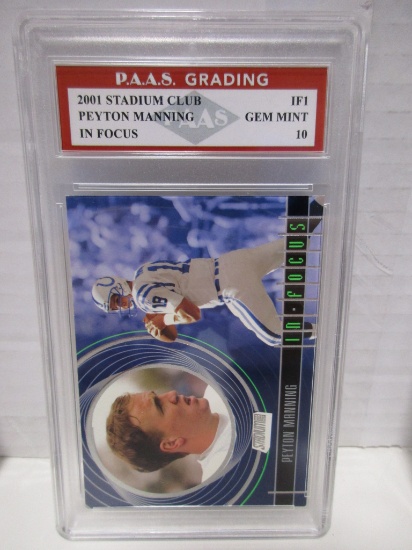 P.A.A.S. GRADING
2001 STADIUM CLUB IF1
PEYTON MANNING GEM MINT
IN FOCUS 10
PAAS
18
IN • FOCUS
PEYTON MANNING